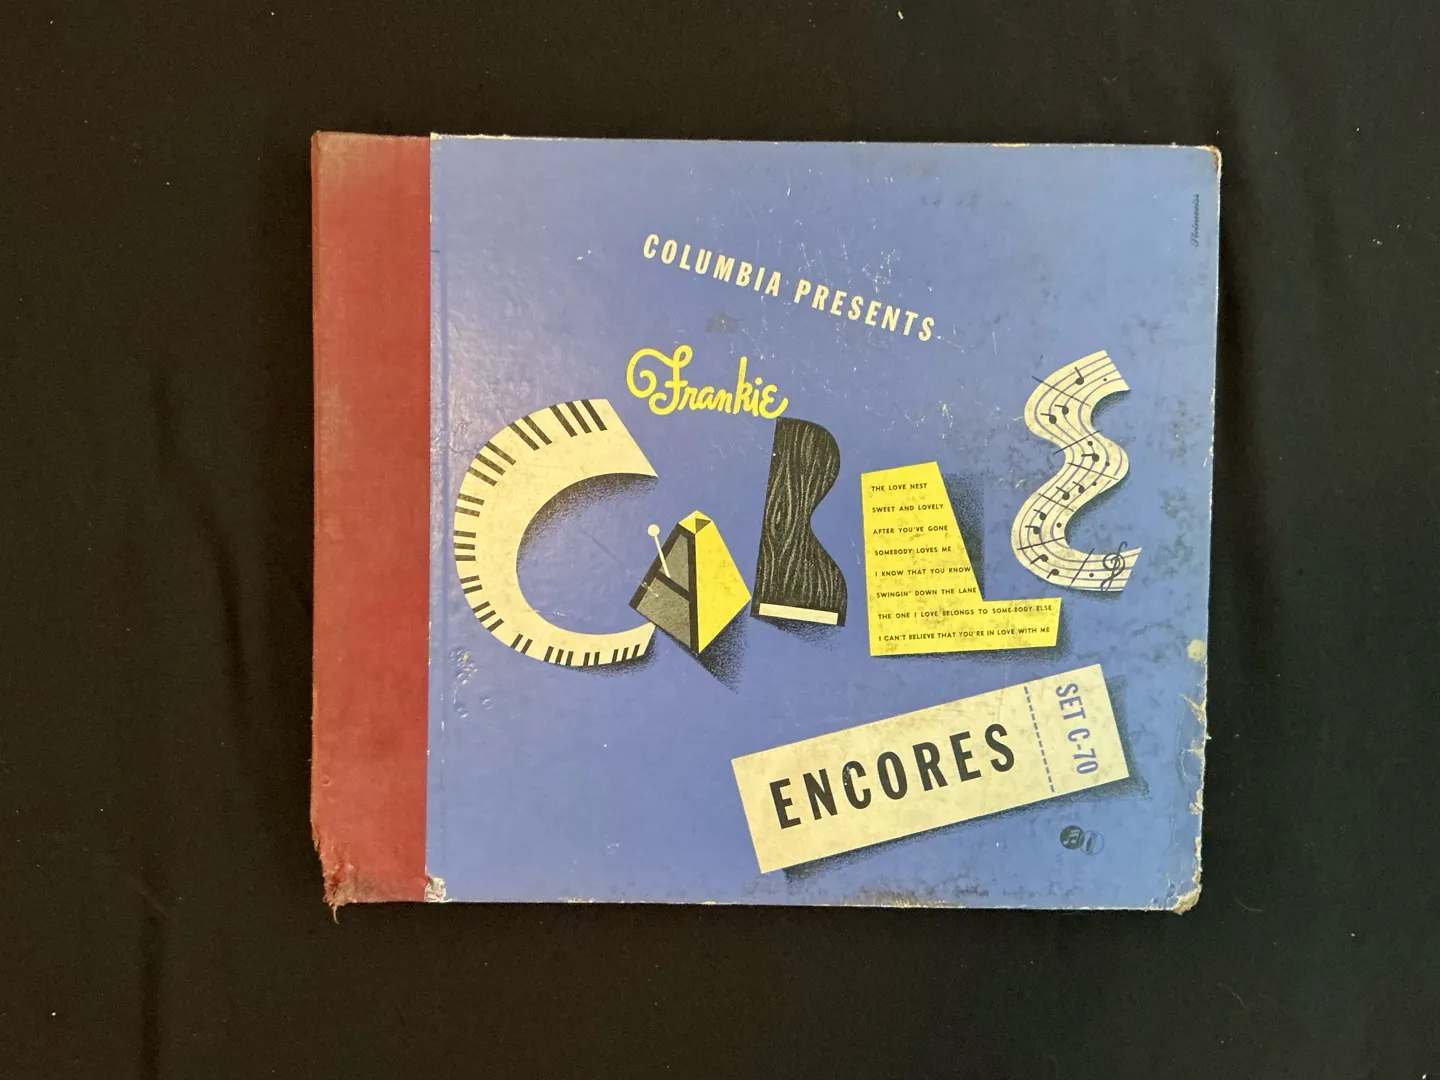 COLUMBIA PRESENTS
Frankie
CARLE
THE LOVE NEST
SWEET AND LOVELY
AFTER YOU'VE GONE
SOMEBODY LOVES ME
I KNOW THAT YOU KNOW
SWINGIN' DOWN THE LANE
THE ONE I LOVE BELONGS TO SOMEBODY ELSE
I CAN'T BELIEVE THAT YOU'RE IN LOVE WITH ME
ENCORES
SET C-70
Steinweiss